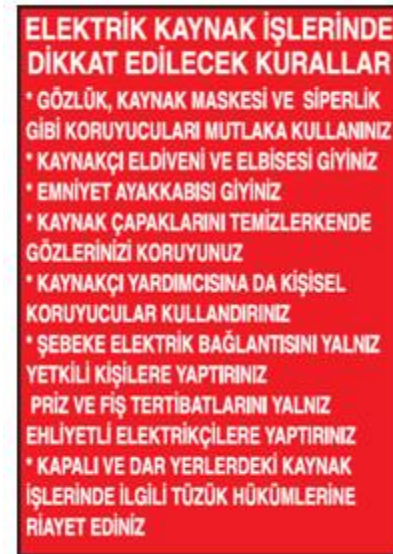 ELEKTRİK KAYNAK İŞLERİNDE
DİKKAT EDİLECEK KURALLAR
* GÖZLÜK, KAYNAK MASKESİ VE SİPERLİK
GİBİ KORUYUCULARI MUTLAKA KULLANINIZ
* KAYNAKÇI ELDİVENİ VE ELBİSESİ GİYİNİZ
* EMNİYET AYAKKABISI GİYİNİZ
* KAYNAK ÇAPAKLARINI TEMİZLERKENDE
GÖZLERİNİZİ KORUYUNUZ
* KAYNAKÇI YARDIMCISINA DA KİŞİSEL
KORUYUCULAR KULLANDIRINIZ
* ŞEBEKE ELEKTRİK BAĞLANTISINI YALNIZ
YETKİLİ KİŞİLERE YAPTIRINIZ
PRİZ VE FİŞ TERTİBATLARINI YALNIZ
EHLİYETLİ ELEKTRİKÇİLERE YAPTIRINIZ
* KAPALI VE DAR YERLERDEKİ KAYNAK
İŞLERİNDE İLGİLİ TÜZÜK HÜKÜMLERİNE
RİAYET EDİNİZ